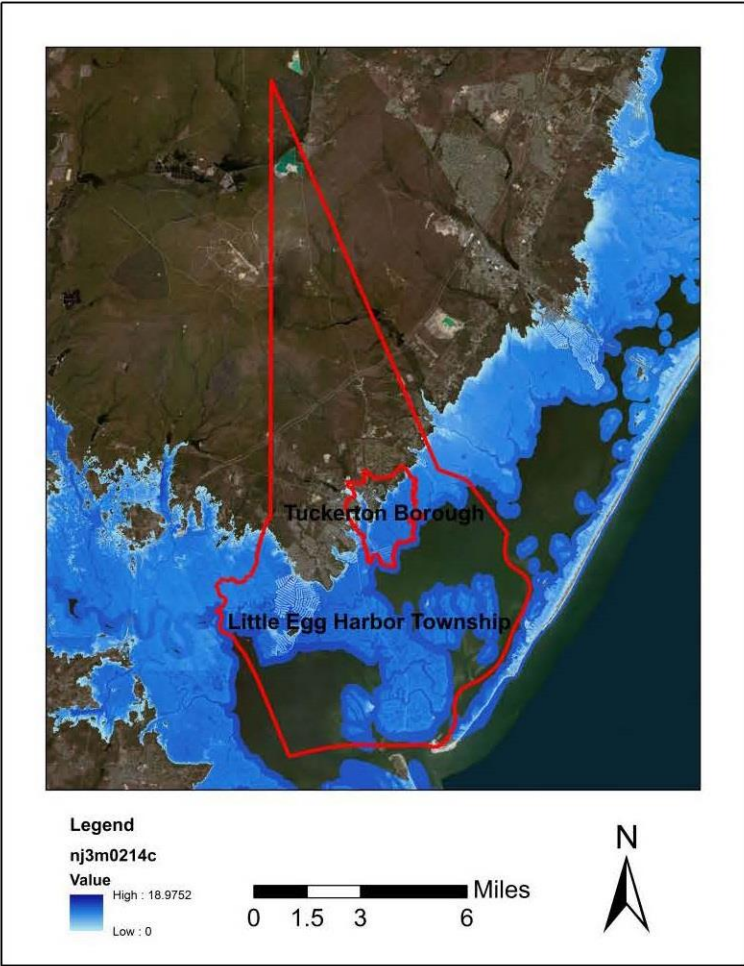 Tuckerton Borough
Little Egg Harbor Township
Legend
nj3m0214c
Value
High : 18.9752
Low : 0
Miles
0 1.5 3 6
N